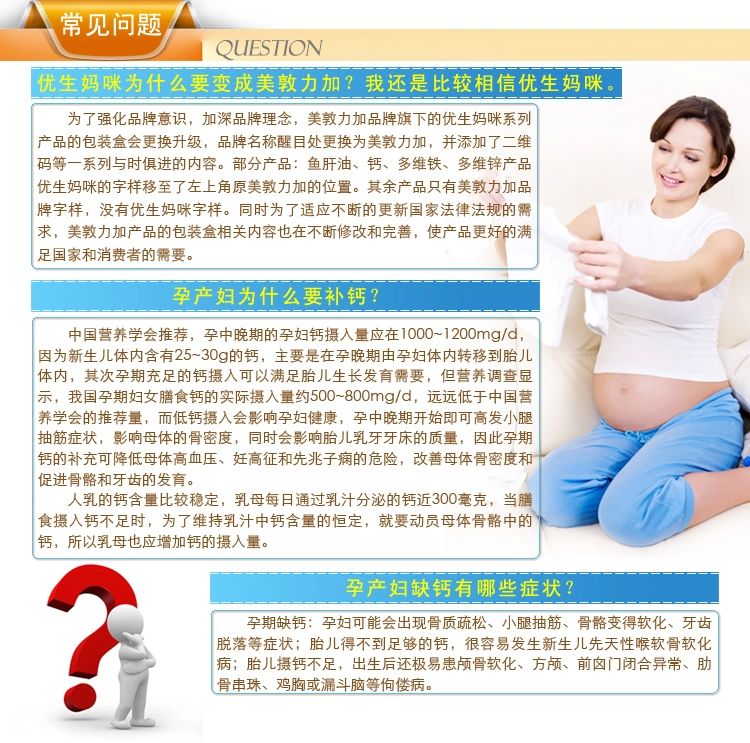 常见问题
QUESTION
优生妈咪为什么要变成美敦力加？我还是比较相信优生妈咪。
为了强化品牌意识，加深品牌理念，美敦力加品牌旗下的优生妈咪系列
产品的包装盒会更换升级，品牌名称醒目处更换为美敦力加，并添加了二维
码等一系列与时俱进的内容。部分产品：鱼肝油、钙、多维铁、多维锌产品
优生妈咪的字样移至了左上角原美敦力加的位置。其余产品只有美敦力加品
牌字样，没有优生妈咪字样。同时为了适应不断的更新国家法律法规的需
求，美敦力加产品的包装盒相关内容也在不断修改和完善，使产品更好的满
足国家和消费者的需要。
孕产妇为什么要补钙？
中国营养学会推荐，孕中晚期的孕妇钙摄入量应在1000~1200mg/d，
因为新生儿体内含有25~30g的钙，主要是在孕晚期由孕妇体内转移到胎儿
体内，其次孕期充足的钙摄入可以满足胎儿生长发育需要，但营养调查显
示，我国孕期妇女膳食钙的实际摄入量约500~800mg/d，远远低于中国营
养学会的推荐量，而低钙摄入会影响孕妇健康，孕中晚期开始即可高发小腿
抽筋症状，影响母体的骨密度，同时会影响胎儿乳牙牙床的质量，因此孕期
钙的补充可降低母体高血压、妊高征和先兆子痫的危险，改善母体骨密度和
促进骨骼和牙齿的发育。
人乳的钙含量比较稳定，乳母每日通过乳汁分泌的钙近300毫克，当膳
食摄入钙不足时，为了维持乳汁中钙含量的恒定，就要动员母体骨骼中的
钙，所以乳母也应增加钙的摄入量。
孕产妇缺钙有哪些症状？
孕期缺钙：孕妇可能会出现骨质疏松、小腿抽筋、骨骼变得软化、牙齿
脱落等症状；胎儿得不到足够的钙，很容易发生新生儿先天性喉软骨软化
病；胎儿摄钙不足，出生后还极易患颅骨软化、方颅、前囟门闭合异常、肋
骨串珠、鸡胸或漏斗脑等佝偻病。